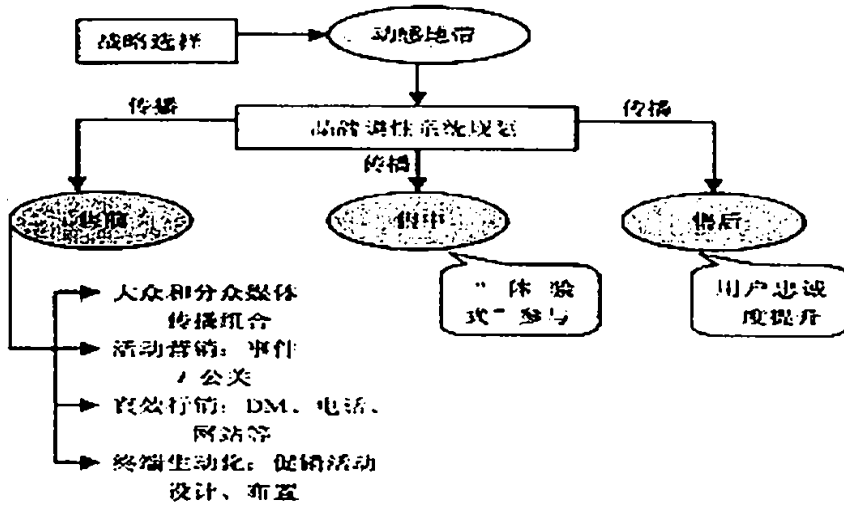 战略选择
动感地带
传播
品牌调性系统规范
传播
传播
售前
售中
售后
"体验
式"参与
用户忠诚
度提升
大众和分众媒体
传播组合
活动营销：事件
/公关
直效行销：DM、电话、
网站等
终端生动化：促销活动
设计、布置